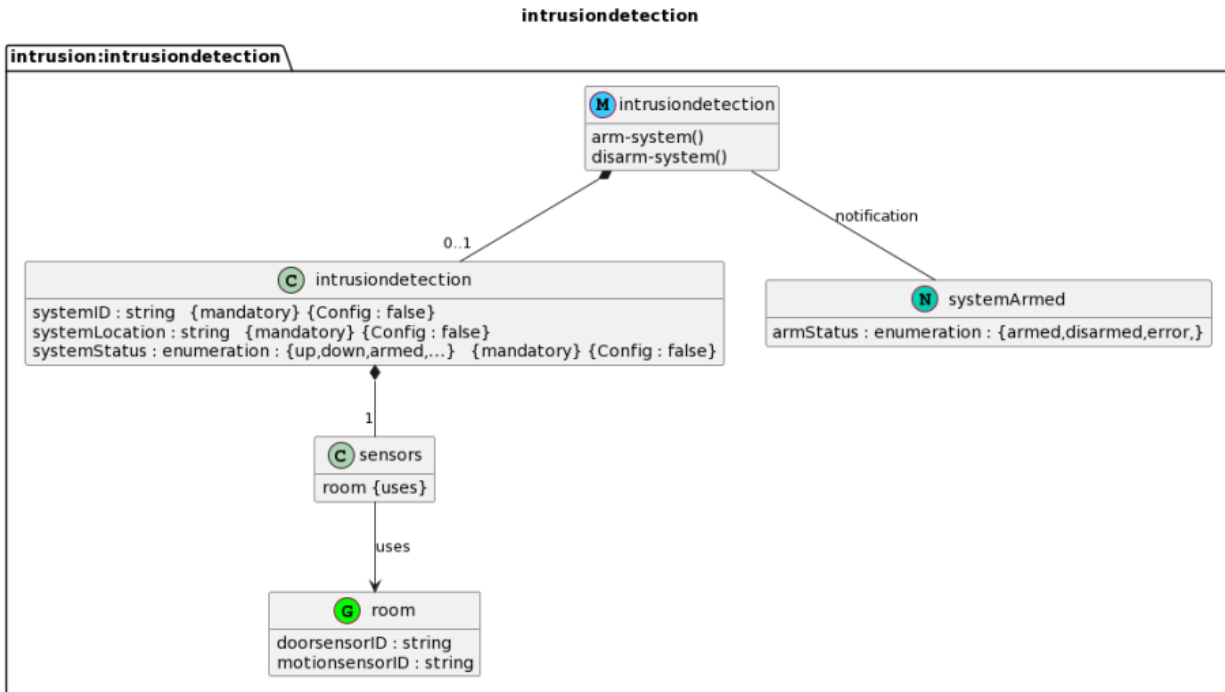 intrusiondetection
intrusion:intrusiondetection
M intrusiondetection
arm-system()
disarm-system()
notification
0..1
C intrusiondetection
systemID : string {mandatory} {Config : false}
systemLocation : string {mandatory} {Config : false}
systemStatus : enumeration : {up,down,armed,...} {mandatory} {Config : false}
N systemArmed
armStatus : enumeration : {armed,disarmed,error,}
1
C sensors
room {uses}
uses
G room
doorsensorID : string
motionsensorID : string